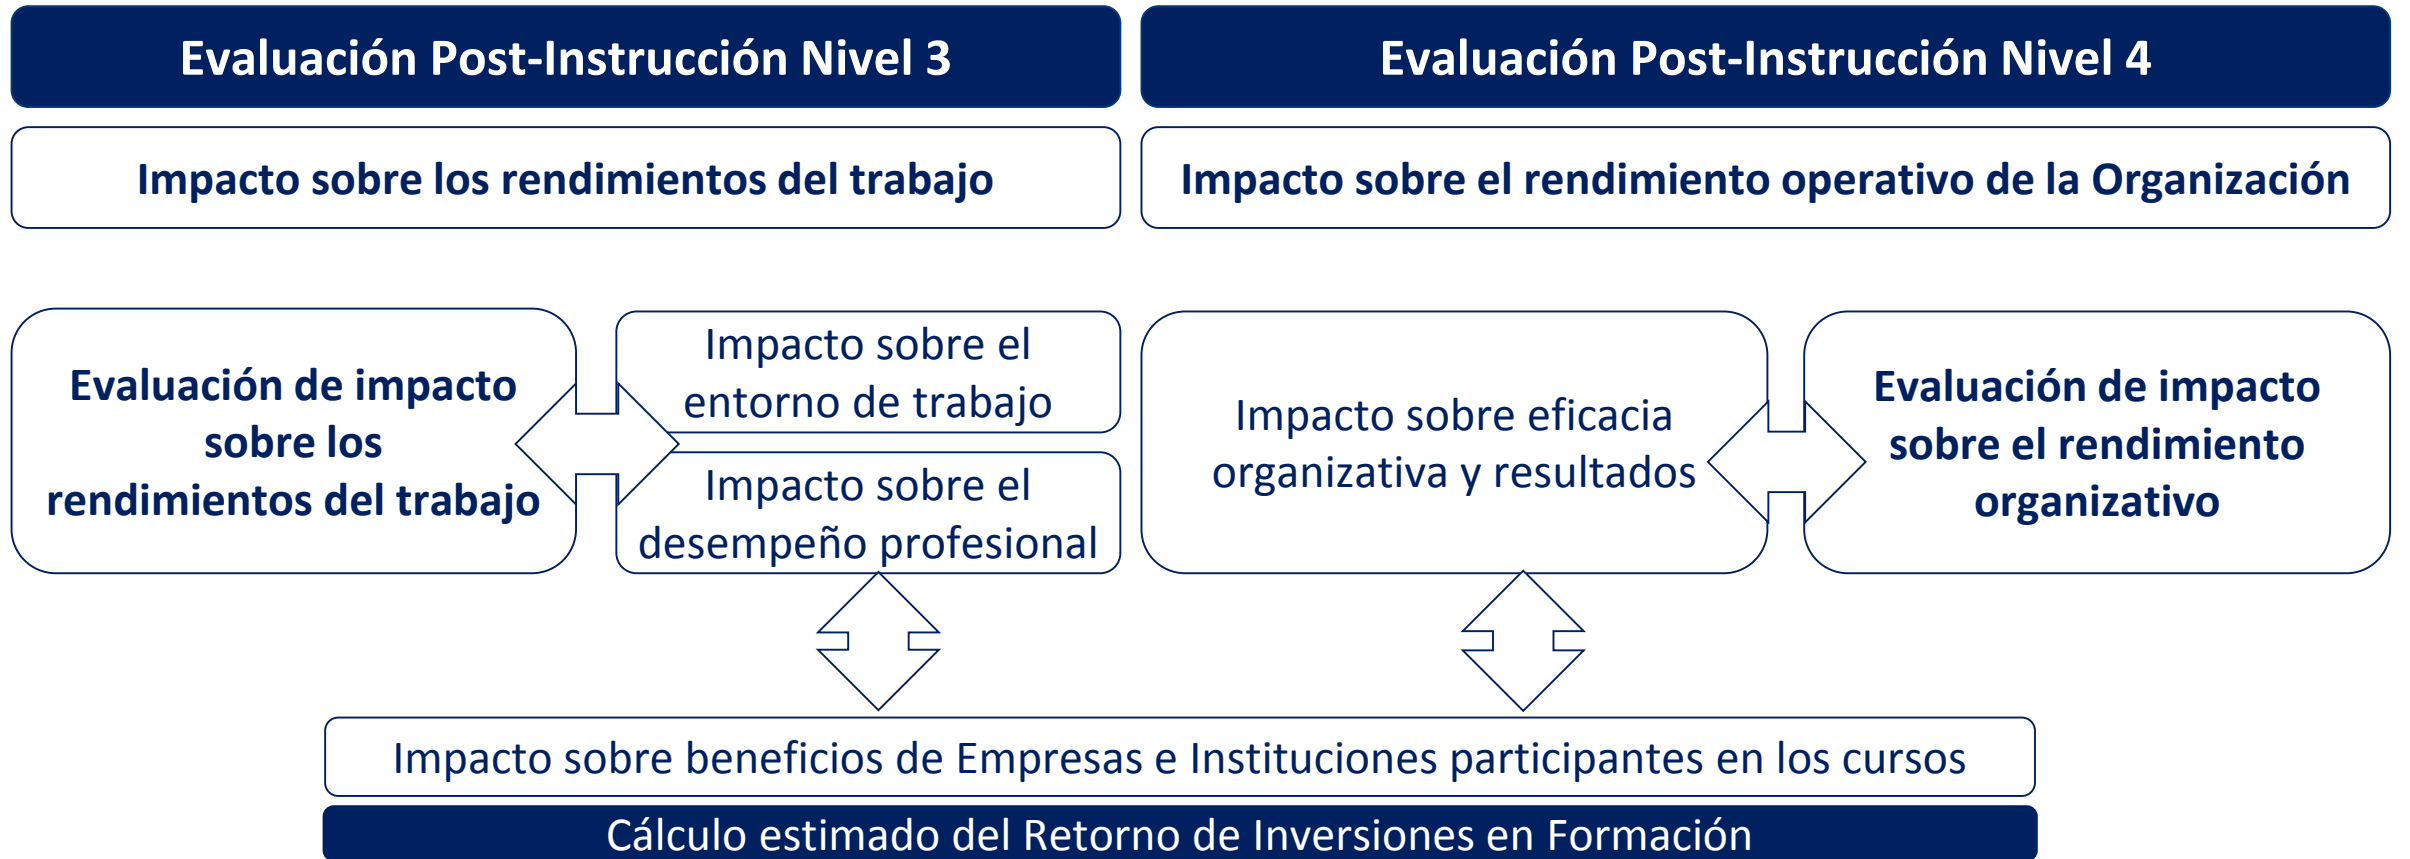 Evaluación Post-Instrucción Nivel 3
Evaluación Post-Instrucción Nivel 4
Impacto sobre los rendimientos del trabajo
Impacto sobre el rendimiento operativo de la Organización
Evaluación de impacto
sobre los
rendimientos del trabajo
Impacto sobre el
entorno de trabajo
Impacto sobre el
desempeño profesional
Impacto sobre eficacia
organizativa y resultados
Evaluación de impacto
sobre el rendimiento
organizativo
Impacto sobre beneficios de Empresas e Instituciones participantes en los cursos
Cálculo estimado del Retorno de Inversiones en Formación